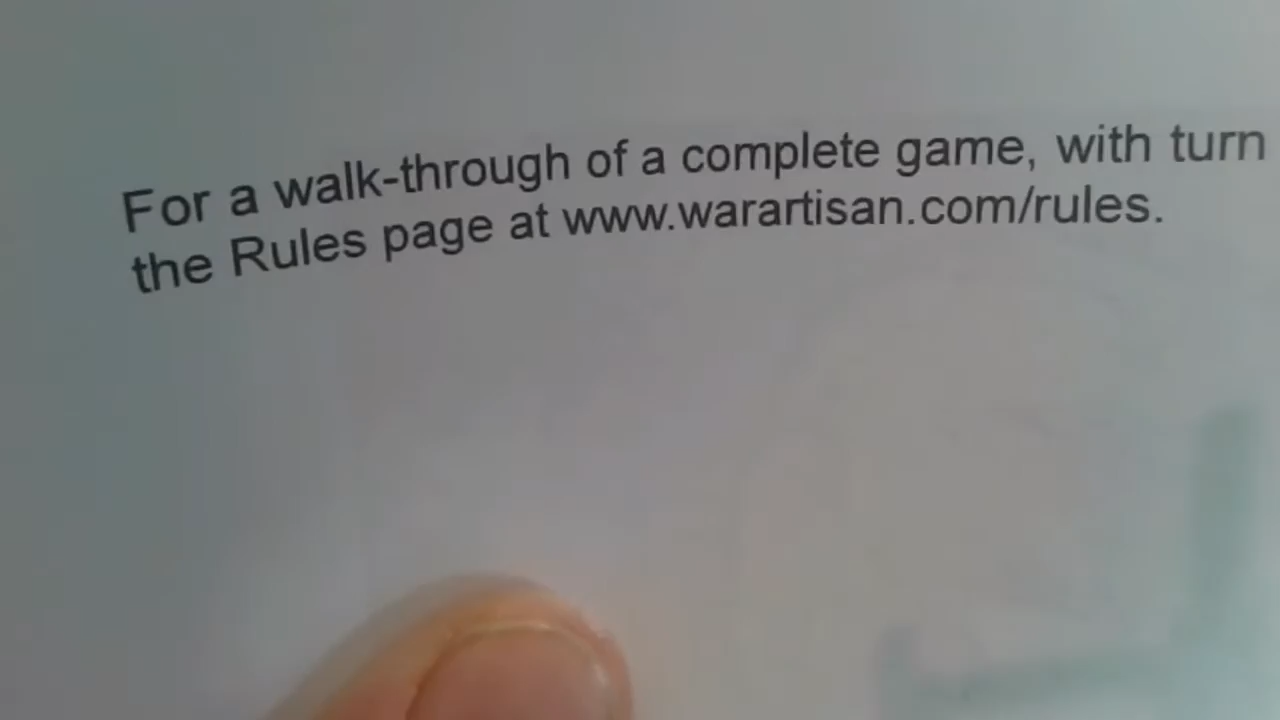 For a walk-through of a complete game, with turn
the Rules page at www.warartisan.com/rules.